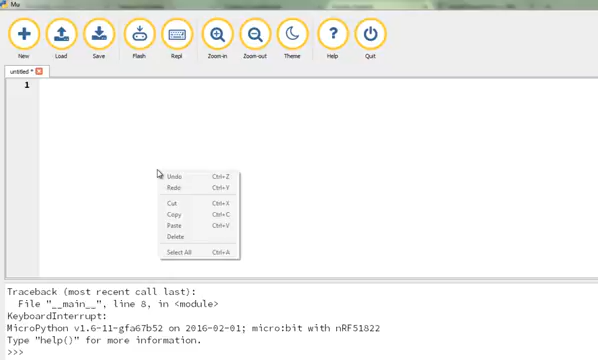 Mu
New Load Save Flash Repl Zoom-in Zoom-out Theme Help Quit
untitled *
1
Undo Ctrl+Z
Redo Ctrl+Y
Cut Ctrl+X
Copy Ctrl+C
Paste Ctrl+V
Delete
Select All Ctrl+A
Traceback (most recent call last):
File "__main__", line 8, in <module>
KeyboardInterrupt:
MicroPython v1.6-11-gfa67b52 on 2016-02-01; micro:bit with nRF51822
Type "help()" for more information.
>>>